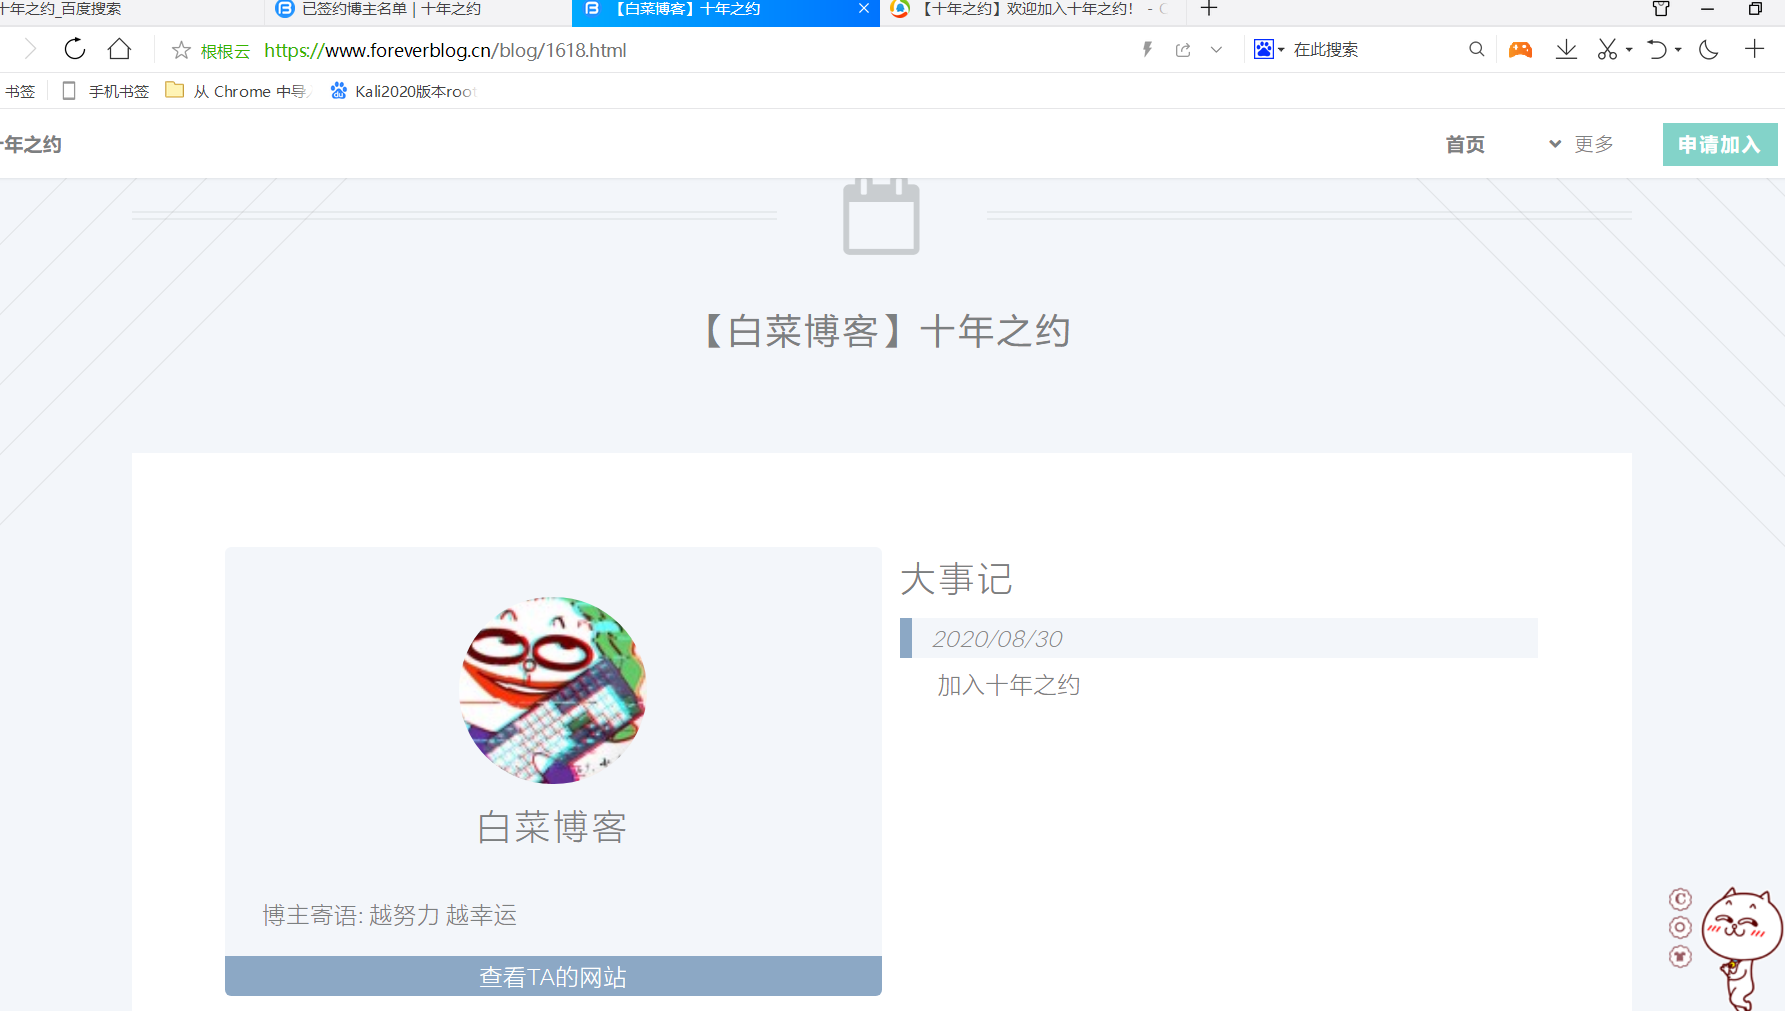 十年之约_百度搜索
已签约博主名单 | 十年之约
【白菜博客】十年之约
【十年之约】欢迎加入十年之约! -
根根云 https://www.foreverblog.cn/blog/1618.html
在此搜索
书签
手机书签
从 Chrome 中导
Kali2020版本root
十年之约
首页
更多
申请加入
【白菜博客】十年之约
白菜博客
博主寄语: 越努力 越幸运
查看TA的网站
大事记
2020/08/30
加入十年之约